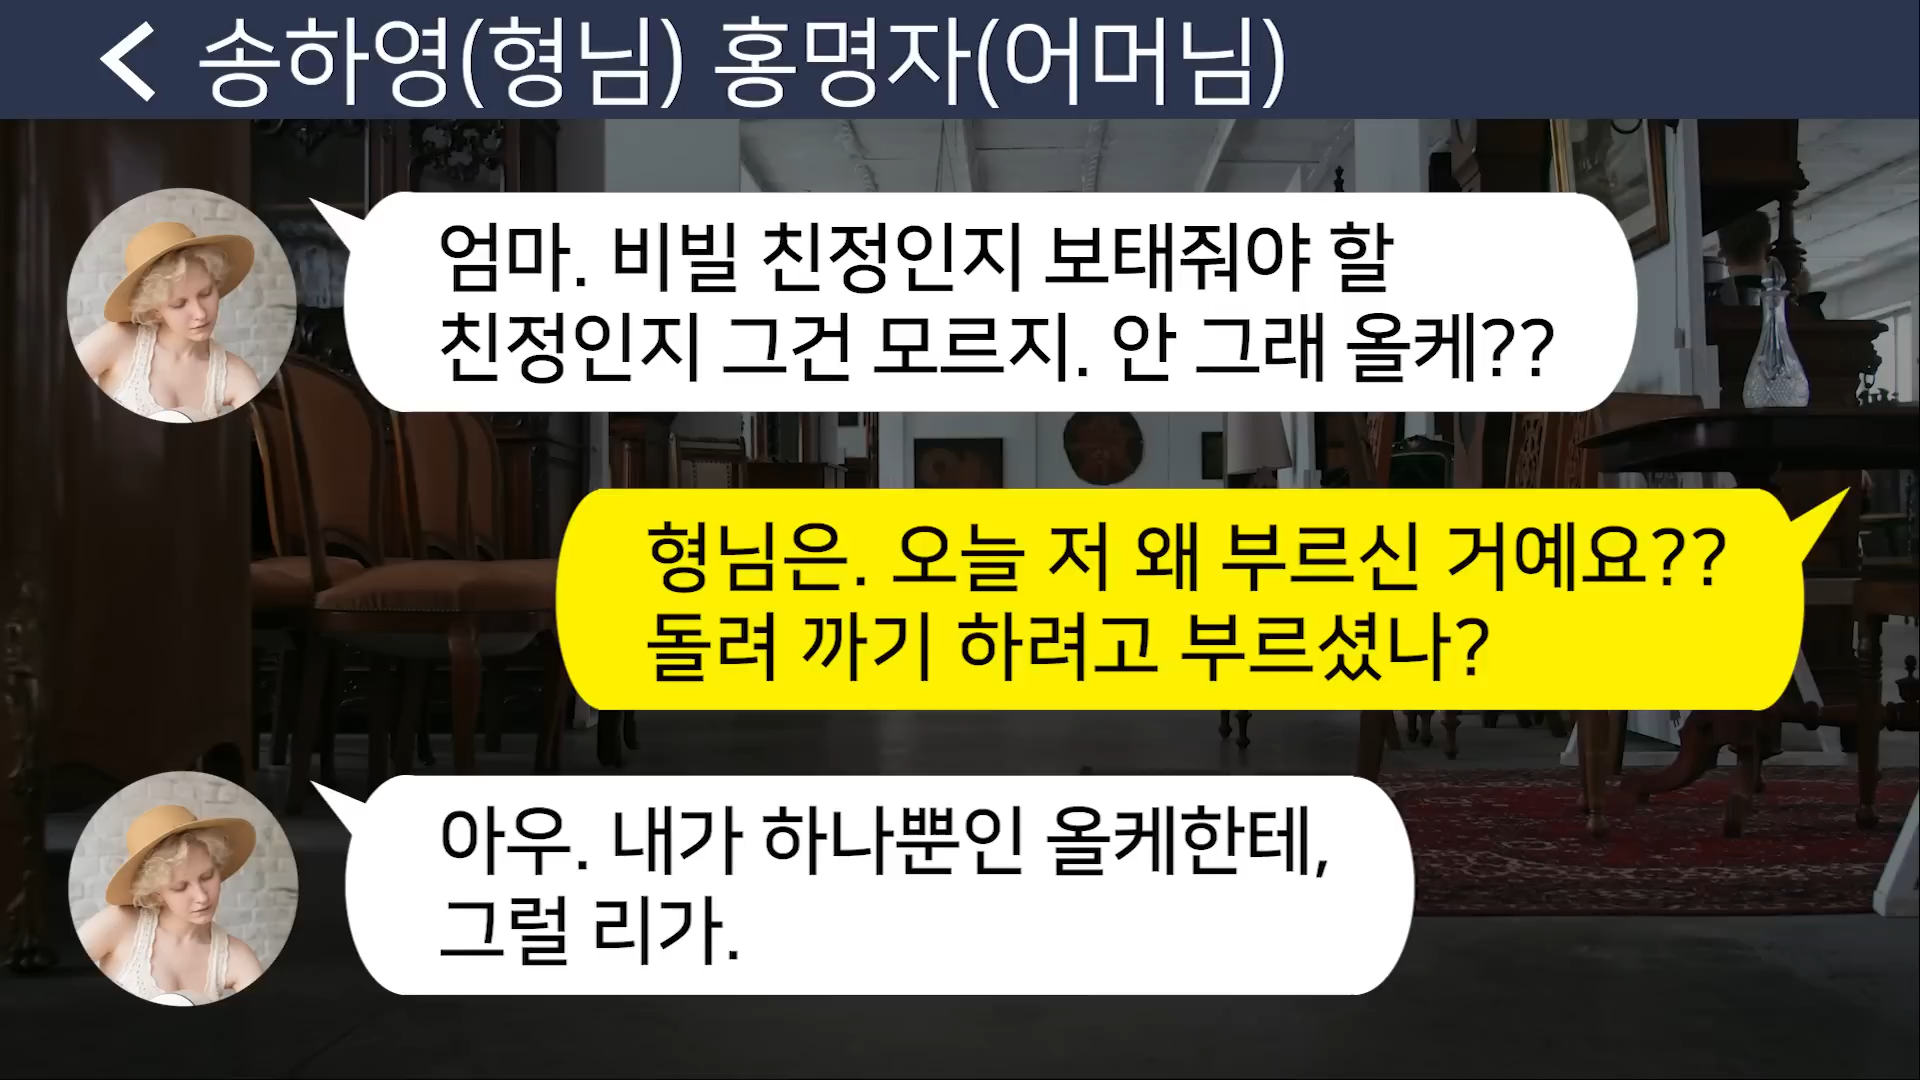 송하영(형님) 홍명자(어머님)
엄마. 비빌 친정인지 보태줘야 할
친정인지 그건 모르지. 안 그래 올케??
형님은. 오늘 저 왜 부르신 거예요??
돌려 까기 하려고 부르셨나?
아우. 내가 하나뿐인 올케한테,
그럴 리가.